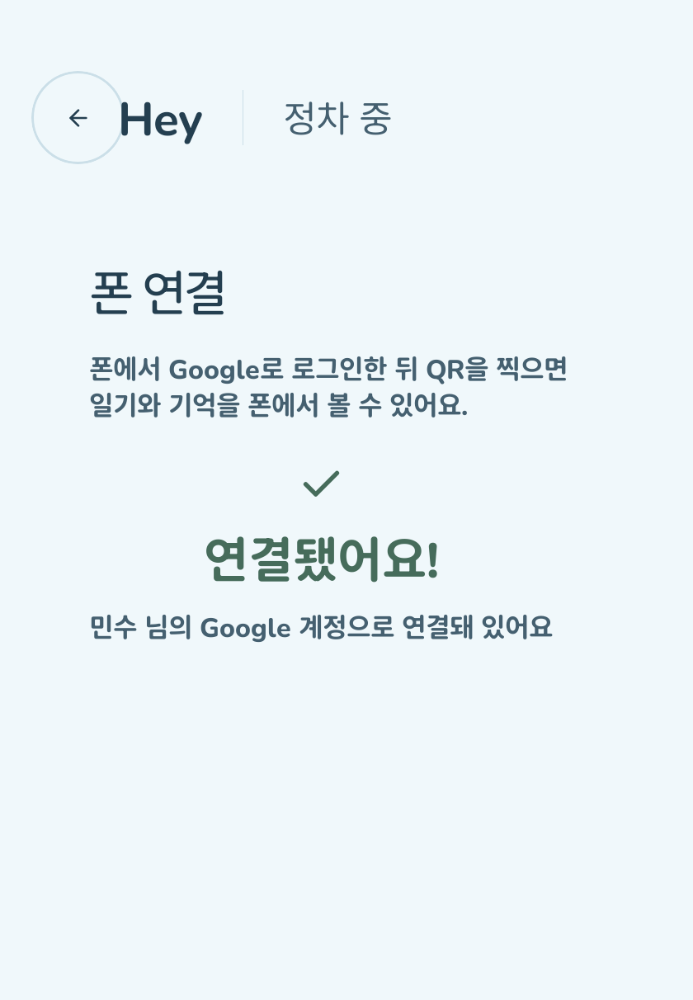 Hey 정차 중
폰 연결
폰에서 Google로 로그인한 뒤 QR을 찍으면
일기와 기억을 폰에서 볼 수 있어요.
연결됐어요!
민수 님의 Google 계정으로 연결돼 있어요